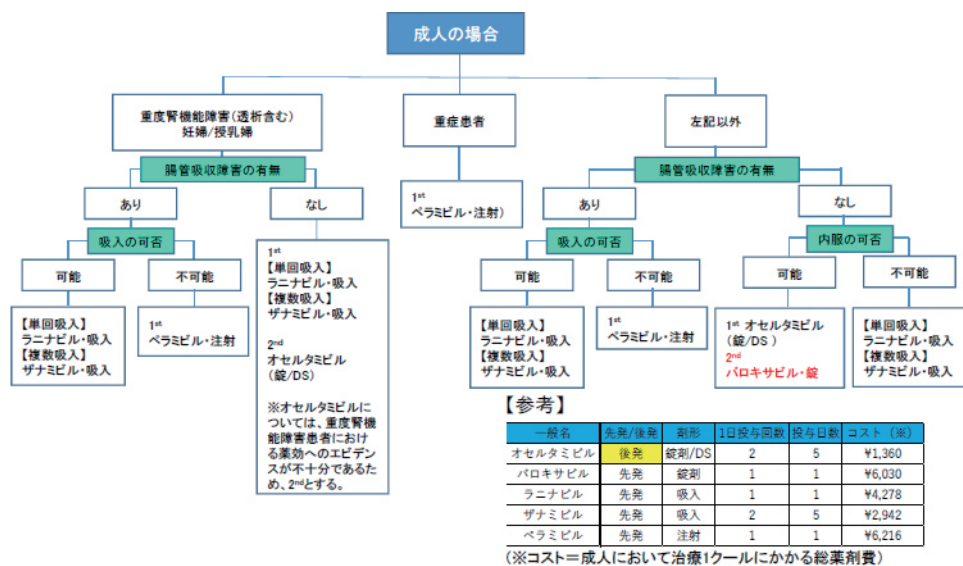 成人の場合
重度腎機能障害(透析含む)
妊婦/授乳婦
重症患者
左記以外
腸管吸収障害の有無
腸管吸収障害の有無
あり
なし
1st
ペラミビル・注射)
あり
なし
吸入の可否
吸入の可否
内服の可否
可能
不可能
1st
【単回吸入】
ラニナビル・吸入
【複数吸入】
ザナミビル・吸入
2nd
オセルタミビル
(錠/DS)
※オセルタミビルに
ついては、重度腎機
能障害患者におけ
る薬効へのエビデン
スが不十分であるた
め、2ndとする。
可能
不可能
可能
不可能
【単回吸入】
ラニナビル・吸入
【複数吸入】
ザナミビル・吸入
1st
ペラミビル・注射
【単回吸入】
ラニナビル・吸入
【複数吸入】
ザナミビル・吸入
1st
ペラミビル・注射
1st オセルタミビル
(錠/DS )
2nd
バロキサビル・錠
【単回吸入】
ラニナビル・吸入
【複数吸入】
ザナミビル・吸入
【参考】
一般名 先発/後発 剤形 1日投与回数 投与日数 コスト(※)
オセルタミビル 後発 錠剤/DS 2 5 ¥1,360
バロキサビル 先発 錠剤 1 1 ¥6,030
ラニナビル 先発 吸入 1 1 ¥4,278
ザナミビル 先発 吸入 2 5 ¥2,942
ペラミビル 先発 注射 1 1 ¥6,216
(※コスト=成人において治療1クールにかかる総薬剤費)